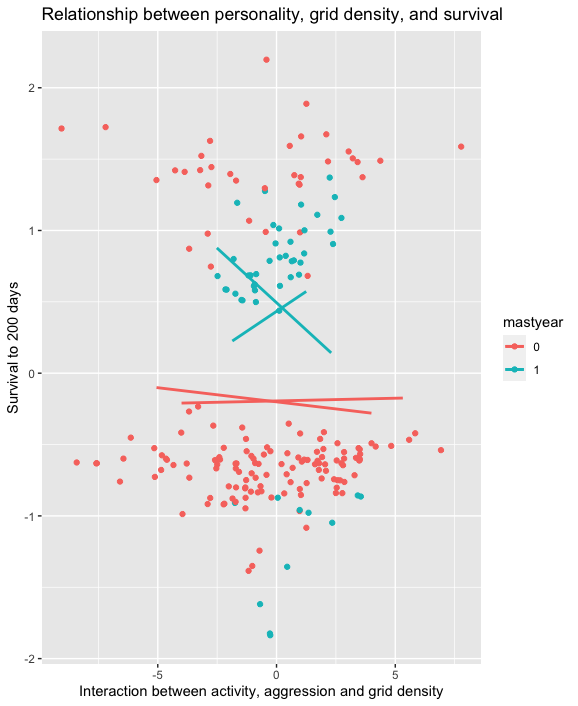 Relationship between personality, grid density, and survival
Survival to 200 days
2
1
0
-1
-2
-5
0
5
Interaction between activity, aggression and grid density
mastyear
0
1